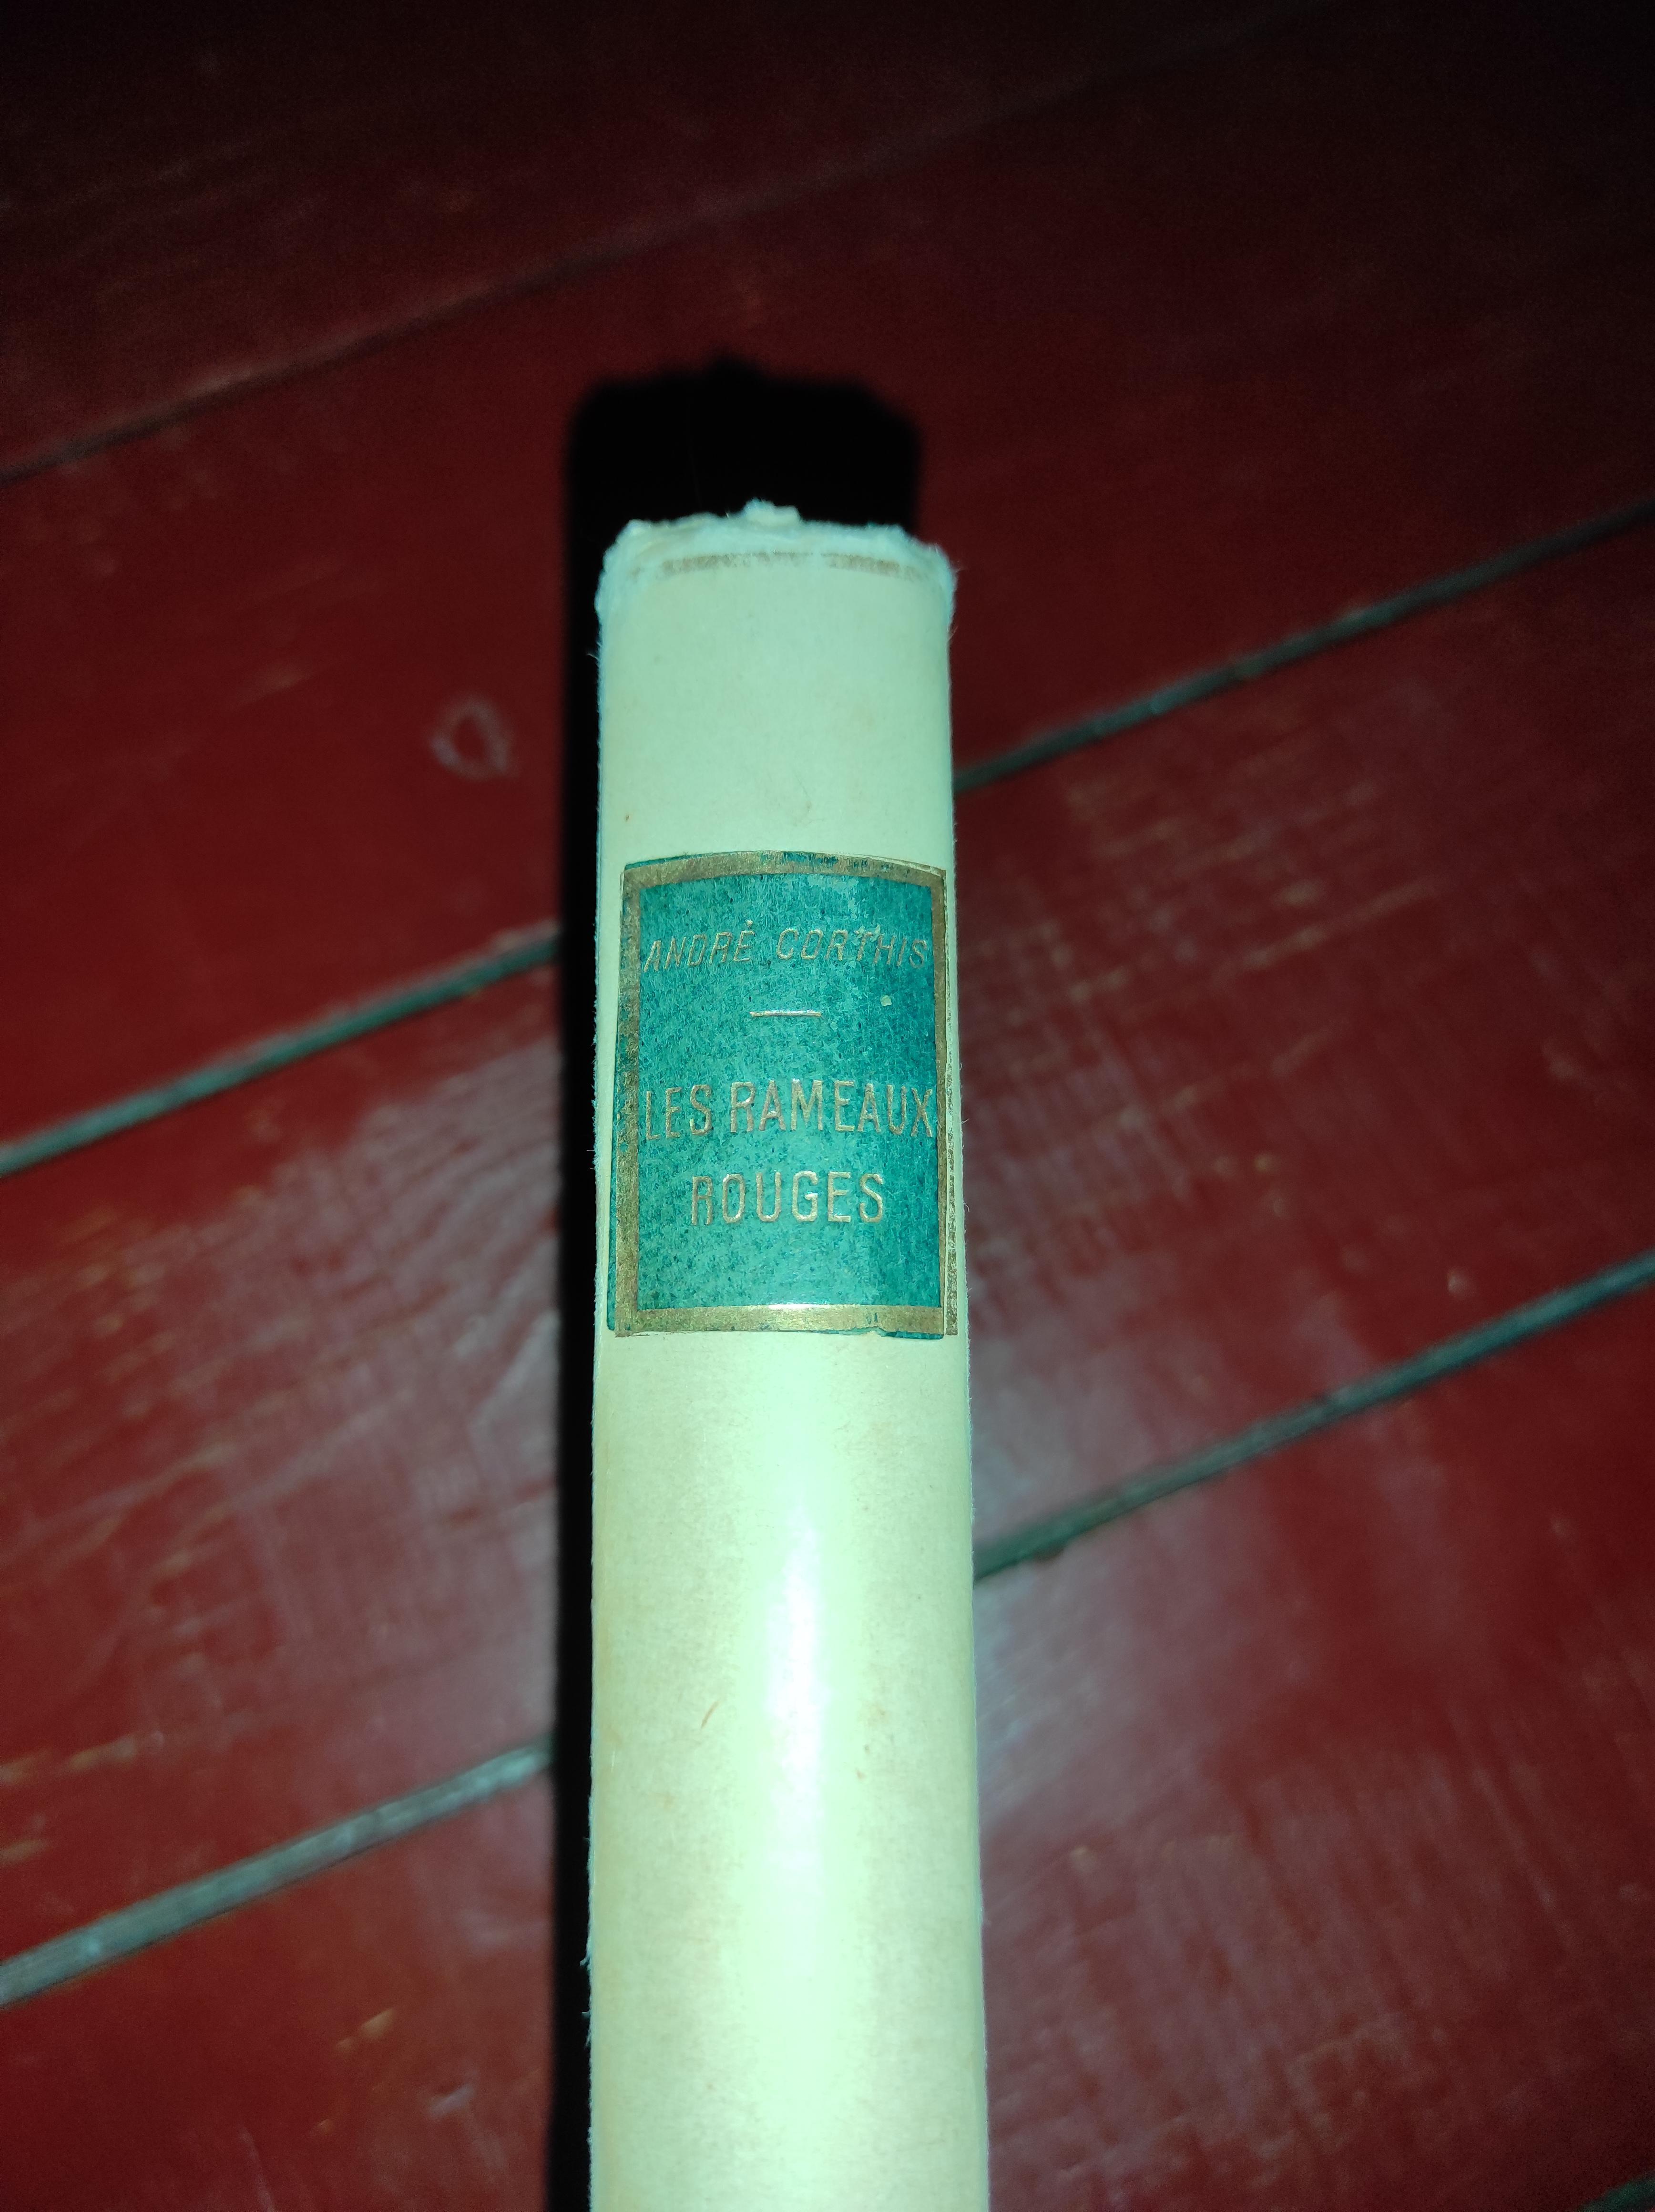 ANDRÉ CORTHIS
LES RAMEAUX
ROUGES